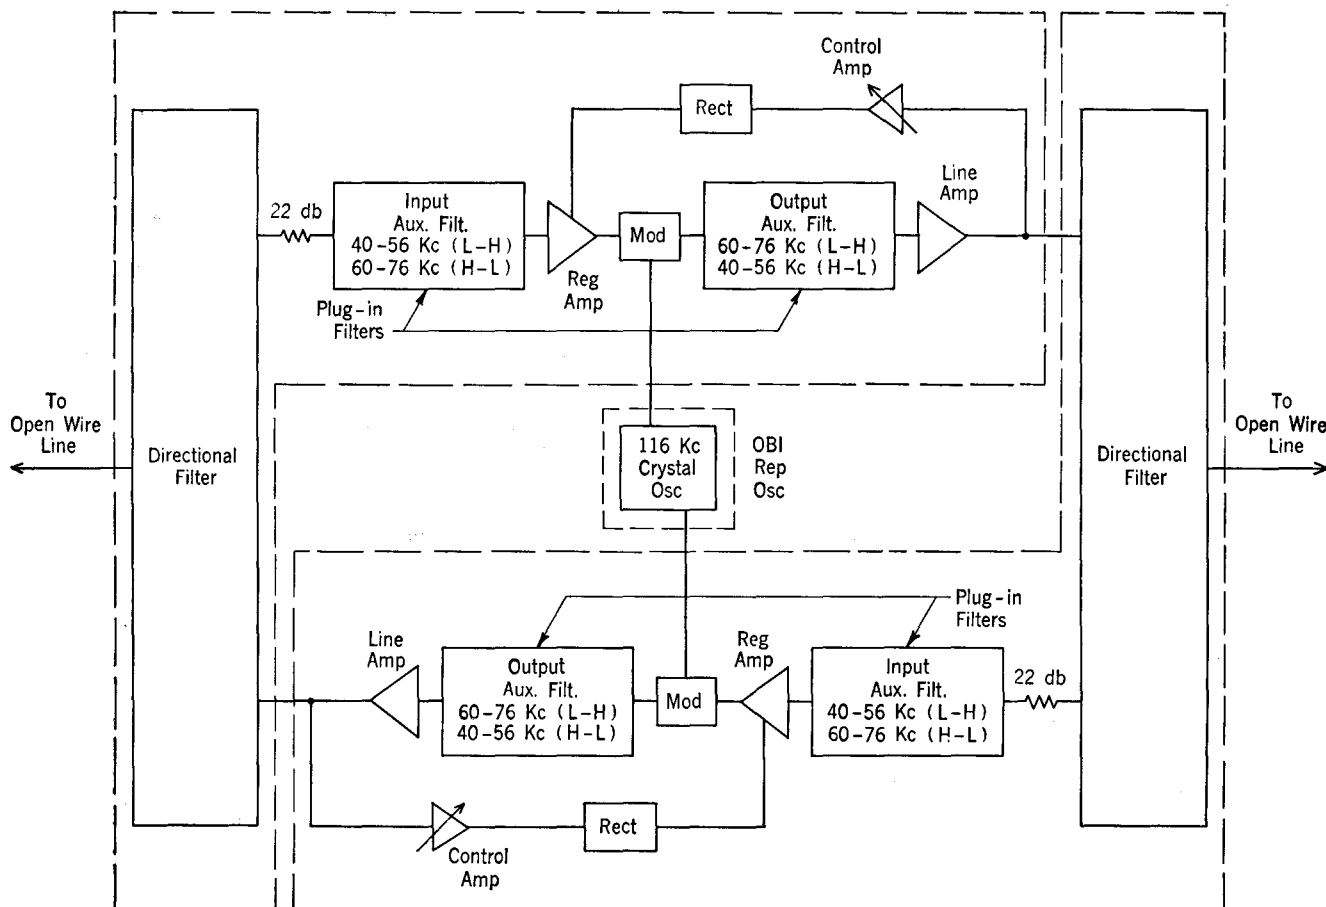 Control
Amp
Rect
Line
Amp
22 db
Input
Aux. Filt.
40-56 Kc (L-H)
60-76 Kc (H-L)
Mod
Output
Aux. Filt.
60-76 Kc (L-H)
40-56 Kc (H-L)
Reg
Amp
Plug-in
Filters
To
Open Wire
Line
Directional
Filter
116 Kc
Crystal
Osc
OBI
Rep
Osc
Directional
Filter
To
Open Wire
Line
Plug-in
Filters
Line
Amp
Output
Aux. Filt.
60-76 Kc (L-H)
40-56 Kc (H-L)
Mod
Reg
Amp
Input
Aux. Filt.
40-56 Kc (L-H)
60-76 Kc (H-L)
22 db
Control
Amp
Rect